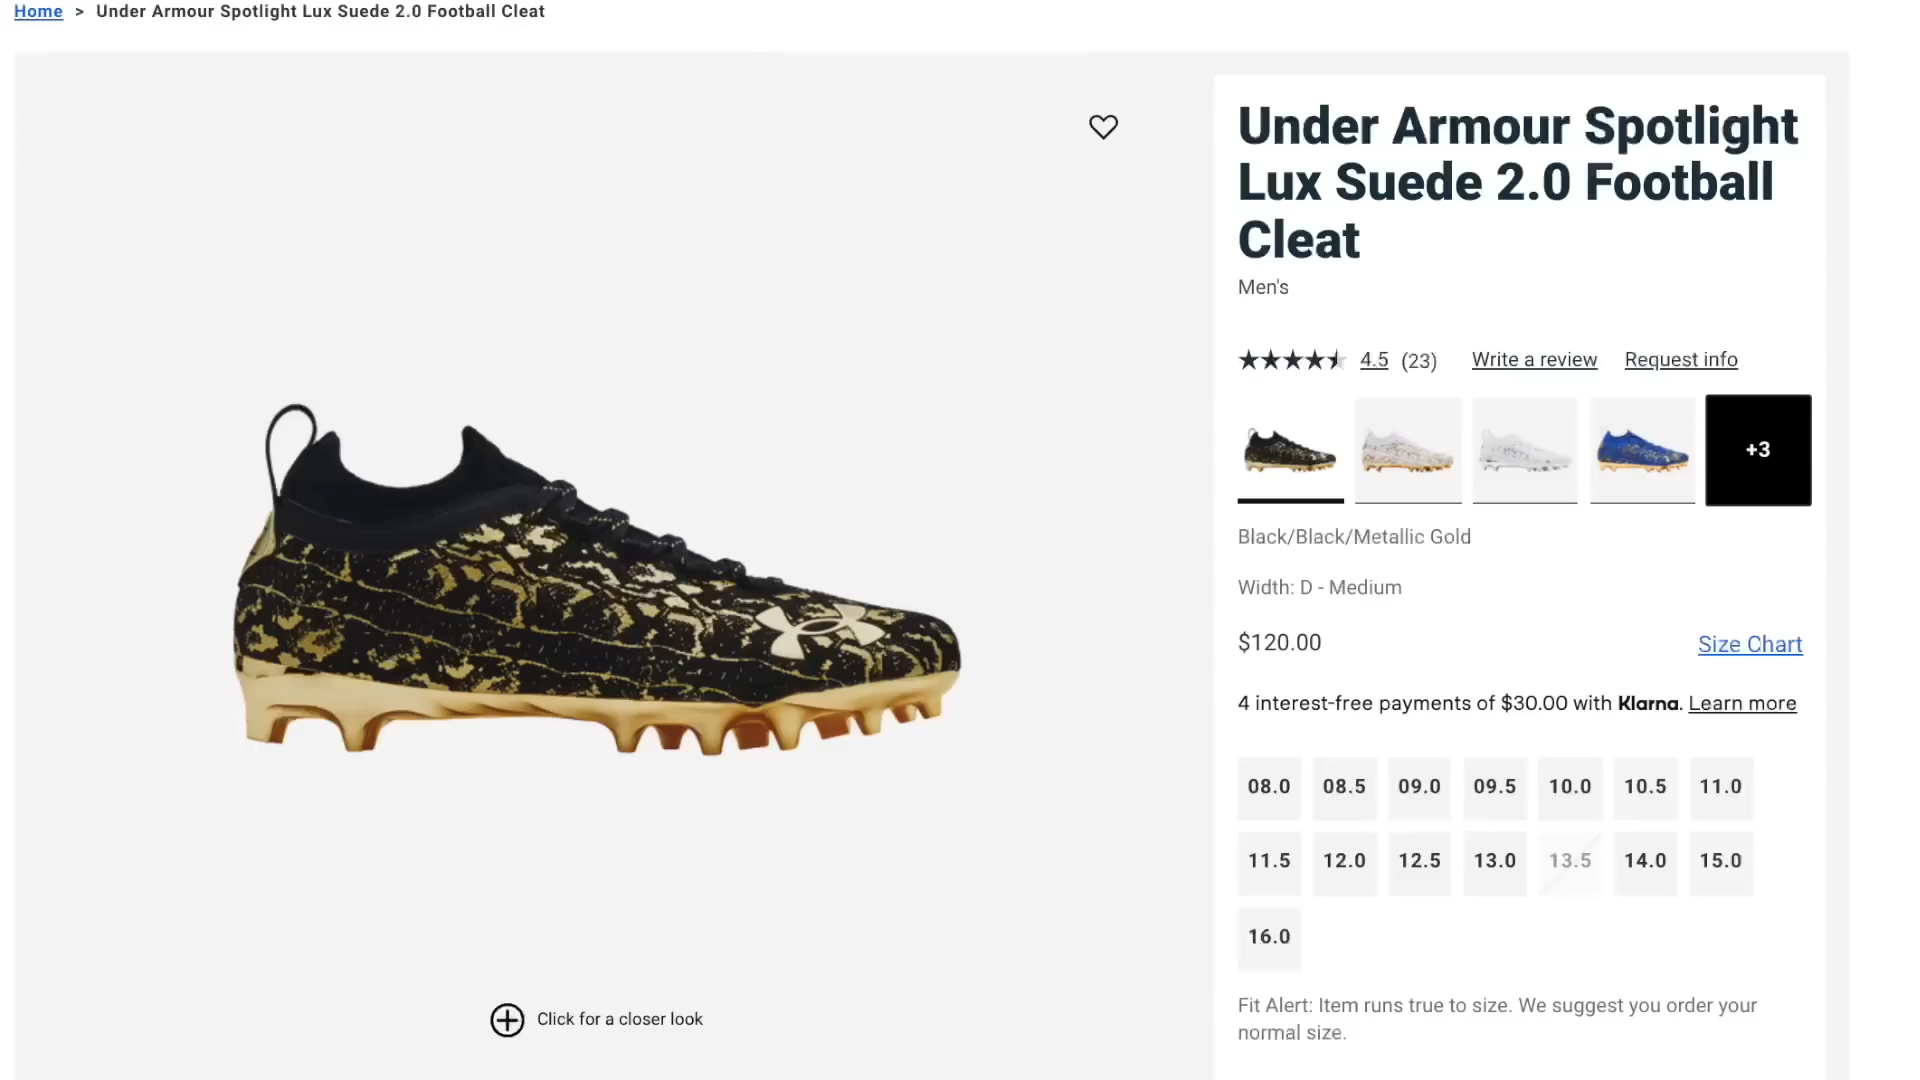 Home > Under Armour Spotlight Lux Suede 2.0 Football Cleat
Under Armour Spotlight
Lux Suede 2.0 Football
Cleat
Men's
4.5 (23) Write a review Request info
+3
Black/Black/Metallic Gold
Width: D - Medium
$120.00 Size Chart
4 interest-free payments of $30.00 with Klarna. Learn more
08.0 08.5 09.0 09.5 10.0 10.5 11.0
11.5 12.0 12.5 13.0 13.5 14.0 15.0
16.0
Click for a closer look
Fit Alert: Item runs true to size. We suggest you order your
normal size.